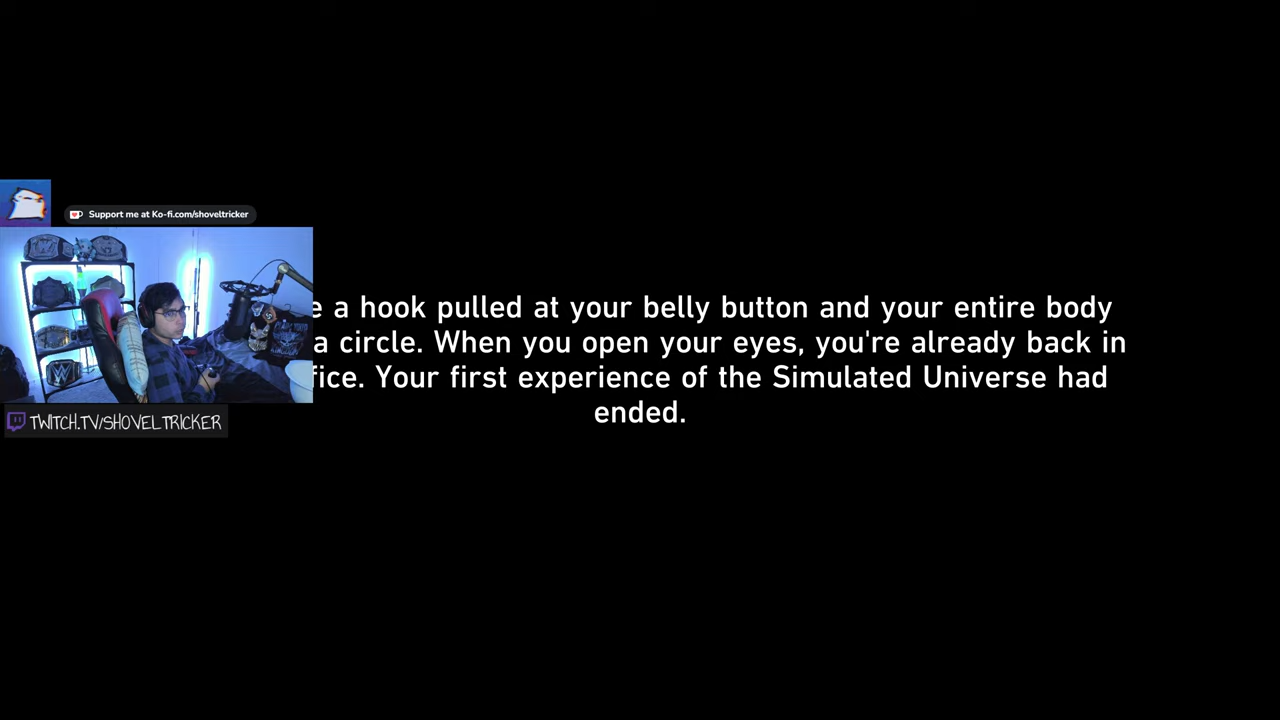 Support me at Ko-fi.com/shoveltricker
e a hook pulled at your belly button and your entire body
a circle. When you open your eyes, you're already back in
fice. Your first experience of the Simulated Universe had
ended.
TWITCH.TV/SHOVELTRICKER